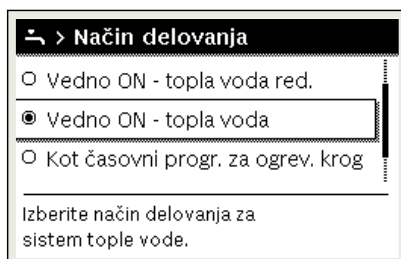 > Način delovanja
Vedno ON - topla voda red.
Vedno ON - topla voda
Kot časovni progr. za ogrev. krog
Izberite način delovanja za
sistem tople vode.